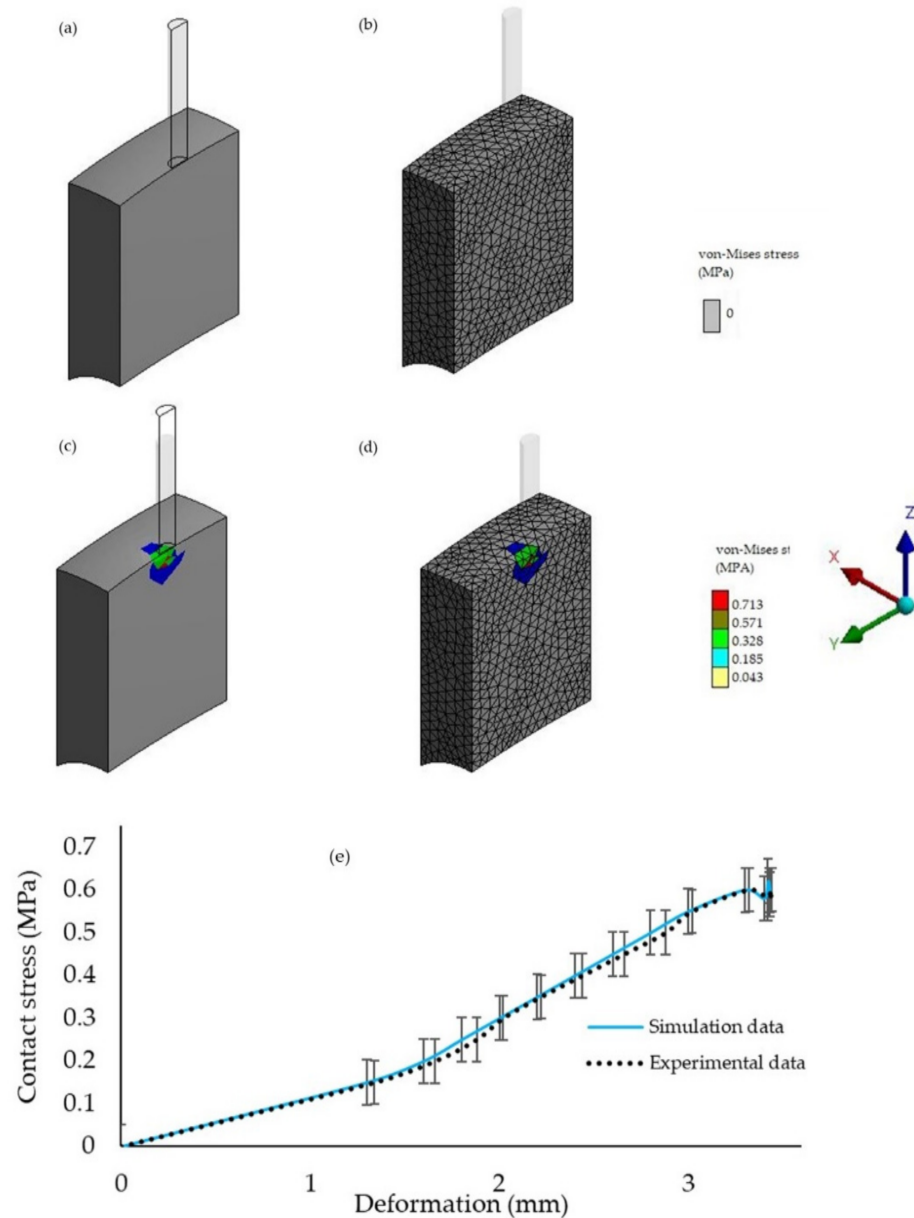 (a)
(b)
von-Mises stress
(MPa)
0
(c)
(d)
von-Mises st
(MPA)
0.713
0.571
0.328
0.185
0.043
Z
X
Y
(e)
Contact stress (MPa)
0.7
0.6
0.5
0.4
0.3
0.2
0.1
0
Simulation data
Experimental data
0
1
2
3
Deformation (mm)